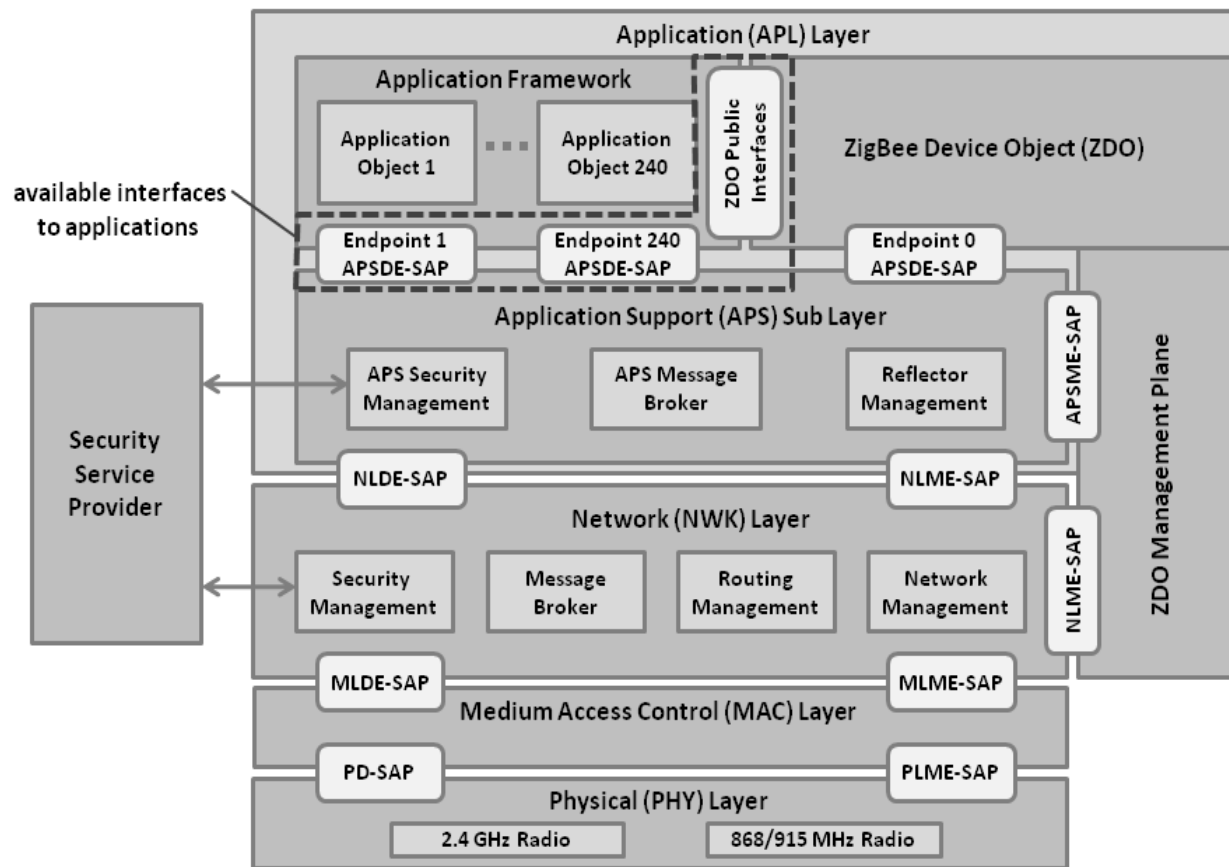 Application (APL) Layer
Application Framework
Application
Object 1
Application
Object 240
ZDO Public
Interfaces
ZigBee Device Object (ZDO)
available interfaces
to applications
Endpoint 1
APSDE-SAP
Endpoint 240
APSDE-SAP
Endpoint 0
APSDE-SAP
Application Support (APS) Sub Layer
APS Security
Management
APS Message
Broker
Reflector
Management
APSME-SAP
ZDO Management Plane
Security
Service
Provider
NLDE-SAP
NLME-SAP
Network (NWK) Layer
Security
Management
Message
Broker
Routing
Management
Network
Management
NLME-SAP
MLDE-SAP
MLME-SAP
Medium Access Control (MAC) Layer
PD-SAP
PLME-SAP
Physical (PHY) Layer
2.4 GHz Radio
868/915 MHz Radio